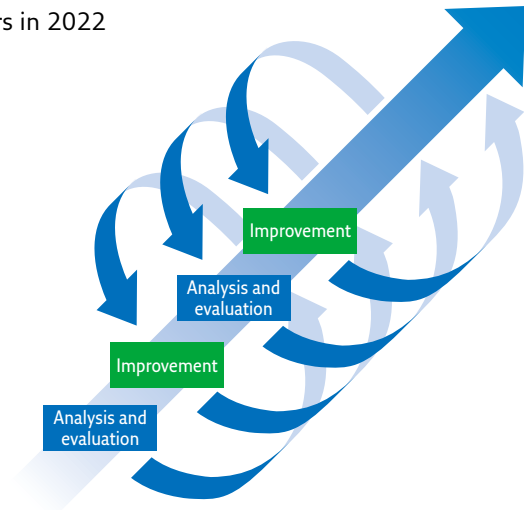 rs in 2022
Improvement
Analysis and
evaluation
Improvement
Analysis and
evaluation